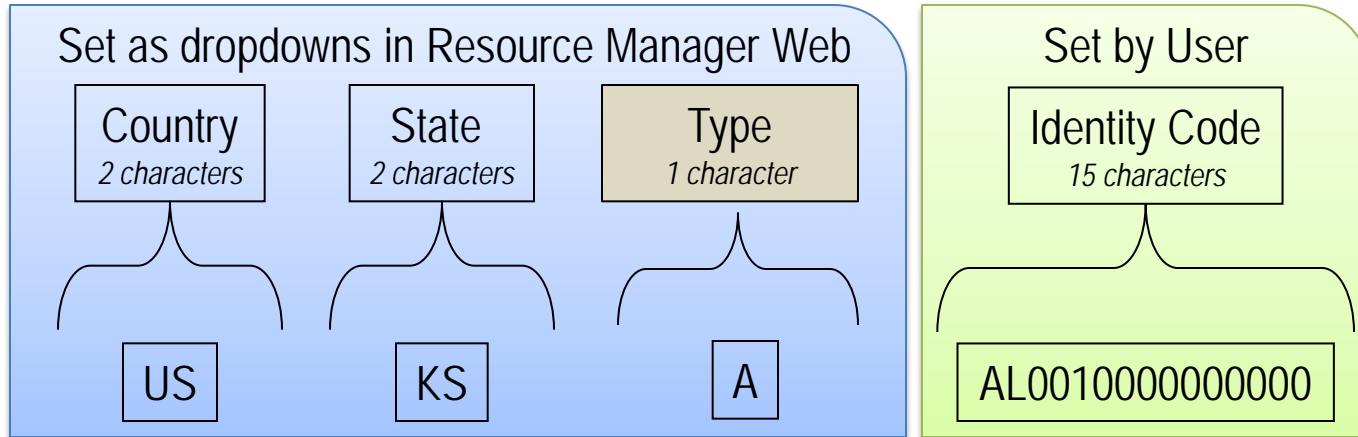 Set as dropdowns in Resource Manager Web
Country
2 characters
State
2 characters
Type
1 character
US
KS
A
Set by User
Identity Code
15 characters
AL0010000000000